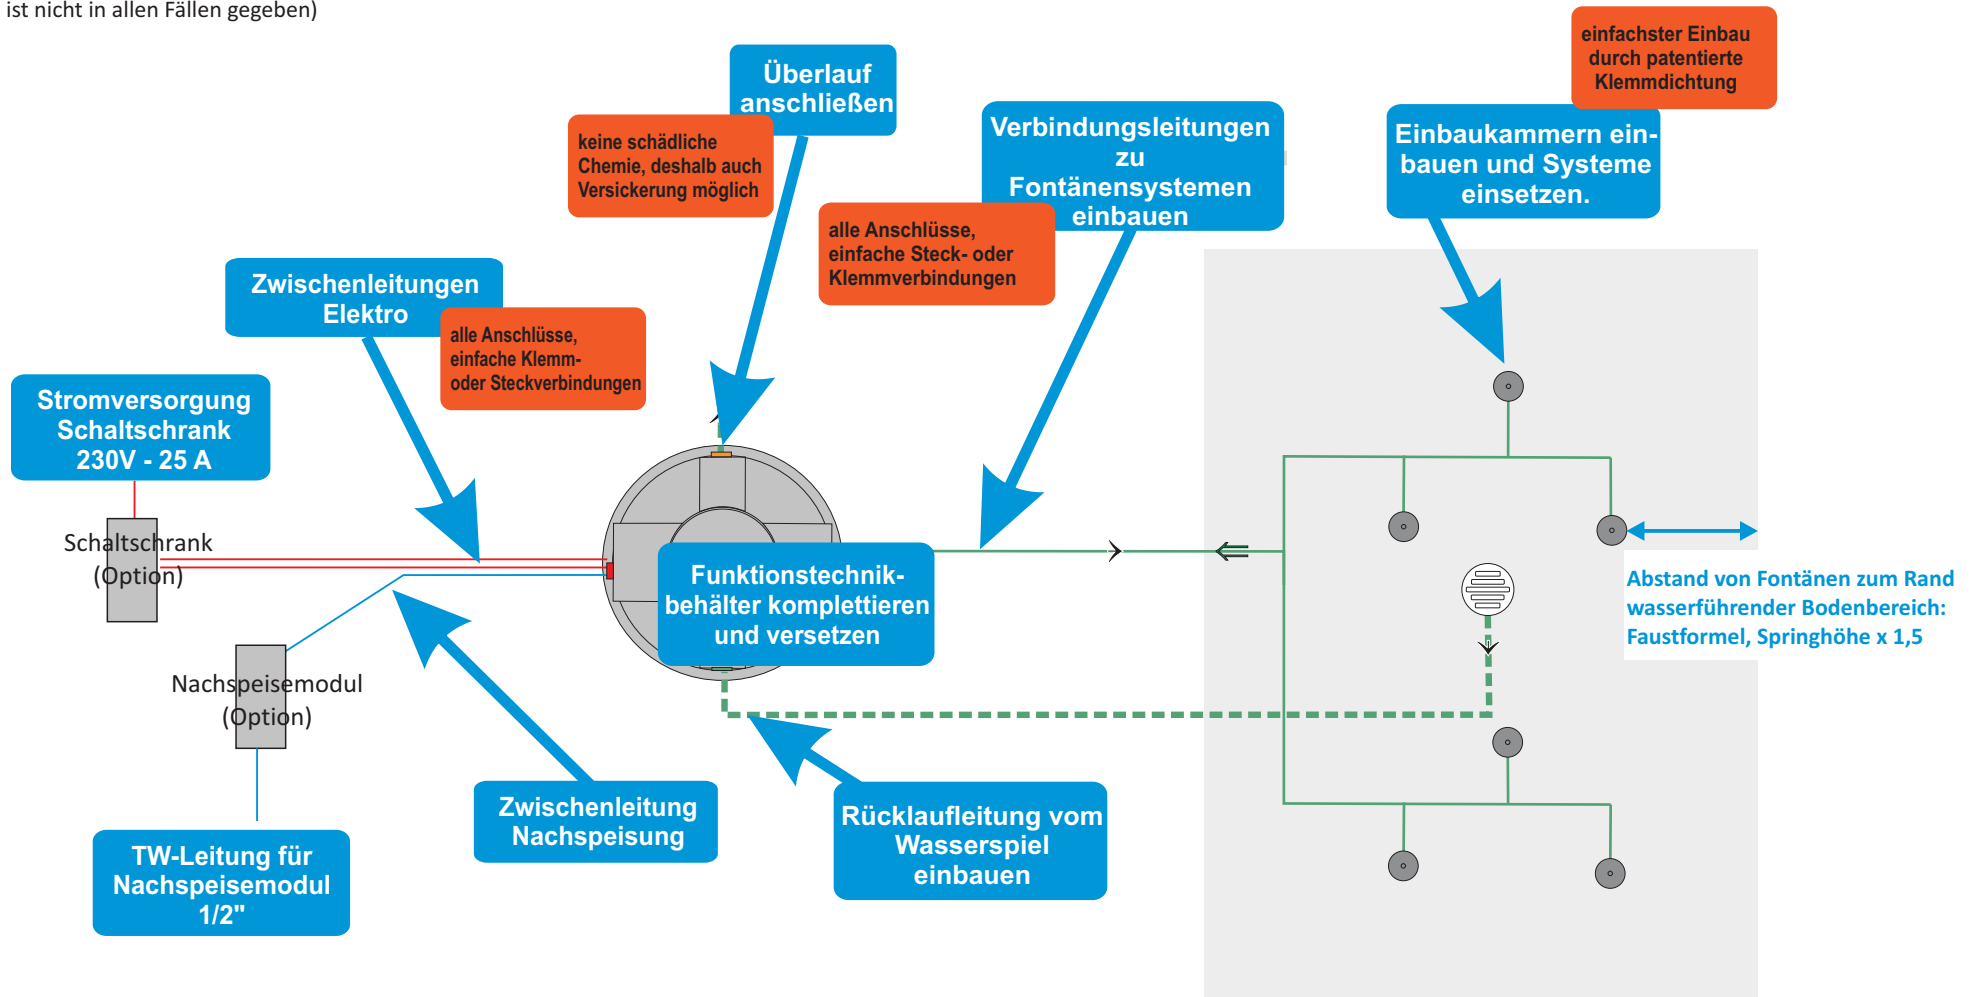 ist nicht in allen Fällen gegeben)
einfachster Einbau
durch patentierte
Klemmdichtung
Überlauf
anschließen
keine schädliche
Chemie, deshalb auch
Versickerung möglich
Verbindungsleitungen
zu
Fontänensystemen
einbauen
alle Anschlüsse,
einfache Steck- oder
Klemmverbindungen
Einbaukammern ein-
bauen und Systeme
einsetzen.
Zwischenleitungen
Elektro
alle Anschlüsse,
einfache Klemm-
oder Steckverbindungen
Stromversorgung
Schaltschrank
230V - 25 A
Schaltschrank
(Option)
Funktionstechnik-
behälter komplettieren
und versetzen
Abstand von Fontänen zum Rand
wasserführender Bodenbereich:
Faustformel, Springhöhe x 1,5
Nachspeisemodul
(Option)
Zwischenleitung
Nachspeisung
Rücklaufleitung vom
Wasserspiel
einbauen
TW-Leitung für
Nachspeisemodul
1/2"